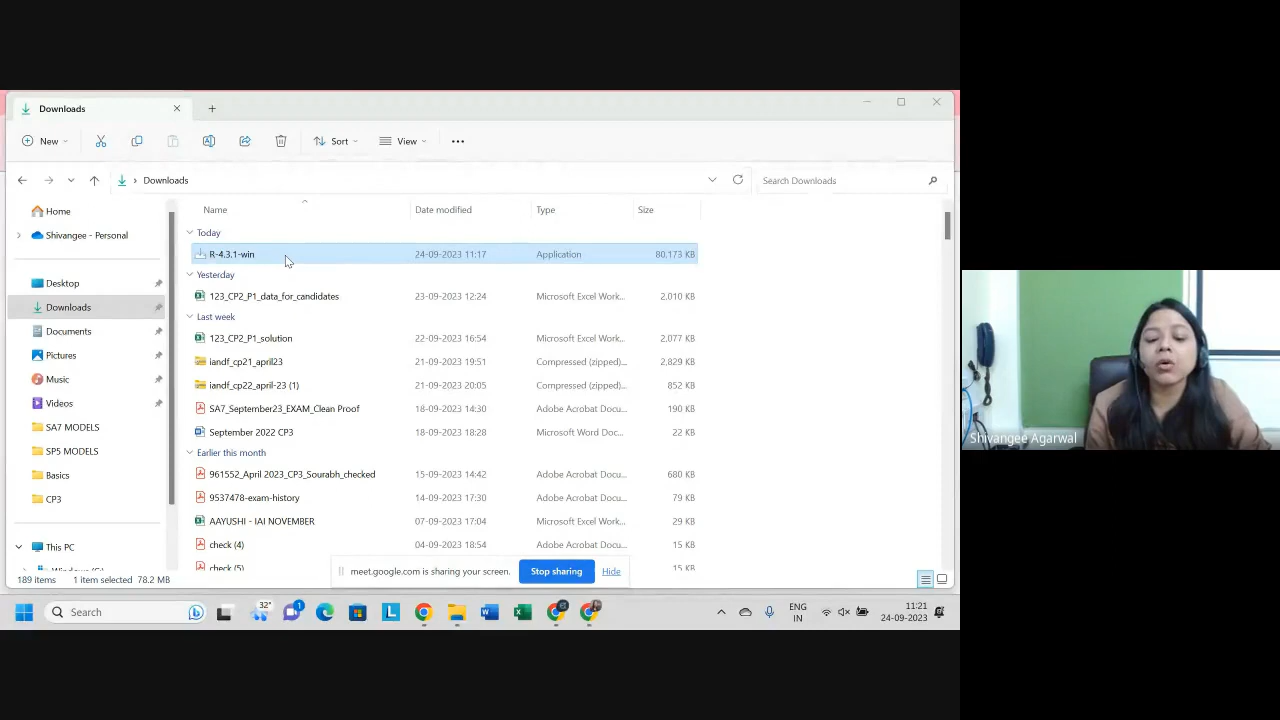 Downloads
New
Sort
View
Downloads
Search Downloads
Home
Shivangee - Personal
Desktop
Downloads
Documents
Pictures
Music
Videos
SA7 MODELS
SP5 MODELS
Basics
CP3
This PC
Name Date modified Type Size
Today
R-4.3.1-win 24-09-2023 11:17 Application 80,173 KB
Yesterday
123_CP2_P1_data_for_candidates 23-09-2023 12:24 Microsoft Excel Work... 2,010 KB
Last week
123_CP2_P1_solution 22-09-2023 16:54 Microsoft Excel Work... 2,077 KB
iandf_cp21_april23 21-09-2023 19:51 Compressed (zipped)... 2,829 KB
iandf_cp22_april-23 (1) 21-09-2023 20:05 Compressed (zipped)... 852 KB
SA7_September23_EXAM_Clean Proof 18-09-2023 14:30 Adobe Acrobat Docu... 190 KB
September 2022 CP3 18-09-2023 18:28 Microsoft Word Doc... 22 KB
Earlier this month
961552_April 2023_CP3_Sourabh_checked 15-09-2023 14:42 Adobe Acrobat Docu... 680 KB
9537478-exam-history 14-09-2023 17:30 Adobe Acrobat Docu... 79 KB
AAYUSHI - IAI NOVEMBER 07-09-2023 17:04 Microsoft Excel Work... 29 KB
check (4) 04-09-2023 18:54 Adobe Acrobat Docu... 15 KB
check (5) 15 KB
meet.google.com is sharing your screen. Stop sharing Hide
189 items 1 item selected 78.2 MB
Search
32°
1
ENG
IN
11:21
24-09-2023
Shivangee Agarwal